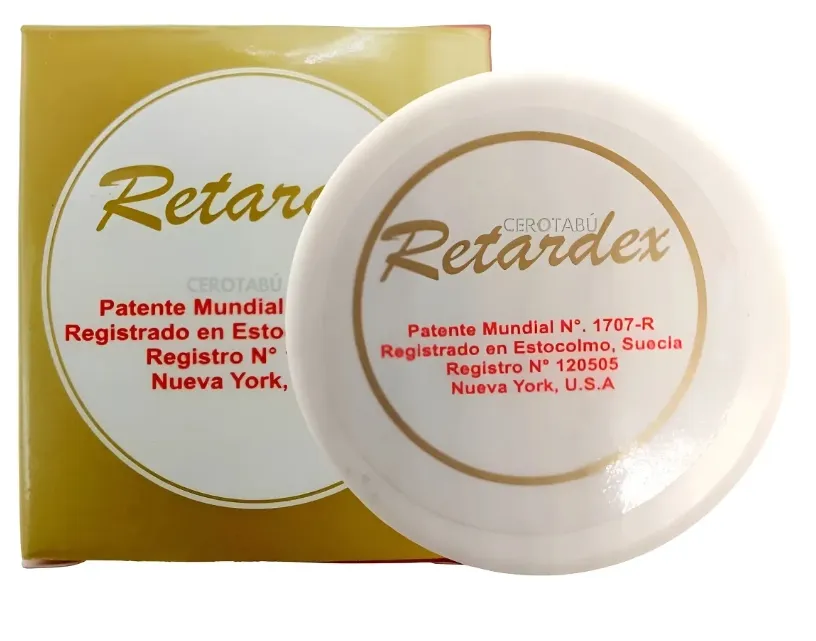 Retard
CEROTABÚ
Patente Mundial
Registrado en Estoco
Registro N°
Nueva York,
CEROTABÚ
Retardex
Patente Mundial N°. 1707-R
Registrado en Estocolmo, Suecia
Registro N° 120505
Nueva York, U.S.A